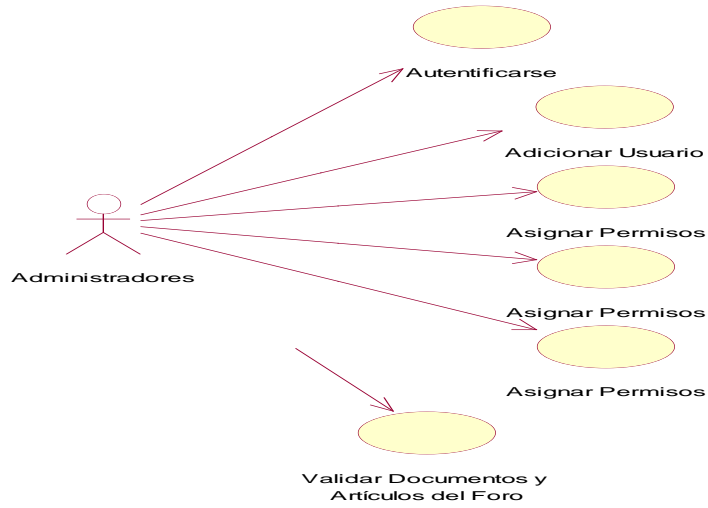 Autentificarse
Adicionar Usuario
Asignar Permisos
Administradores
Asignar Permisos
Asignar Permisos
Validar Documentos y
Artículos del Foro